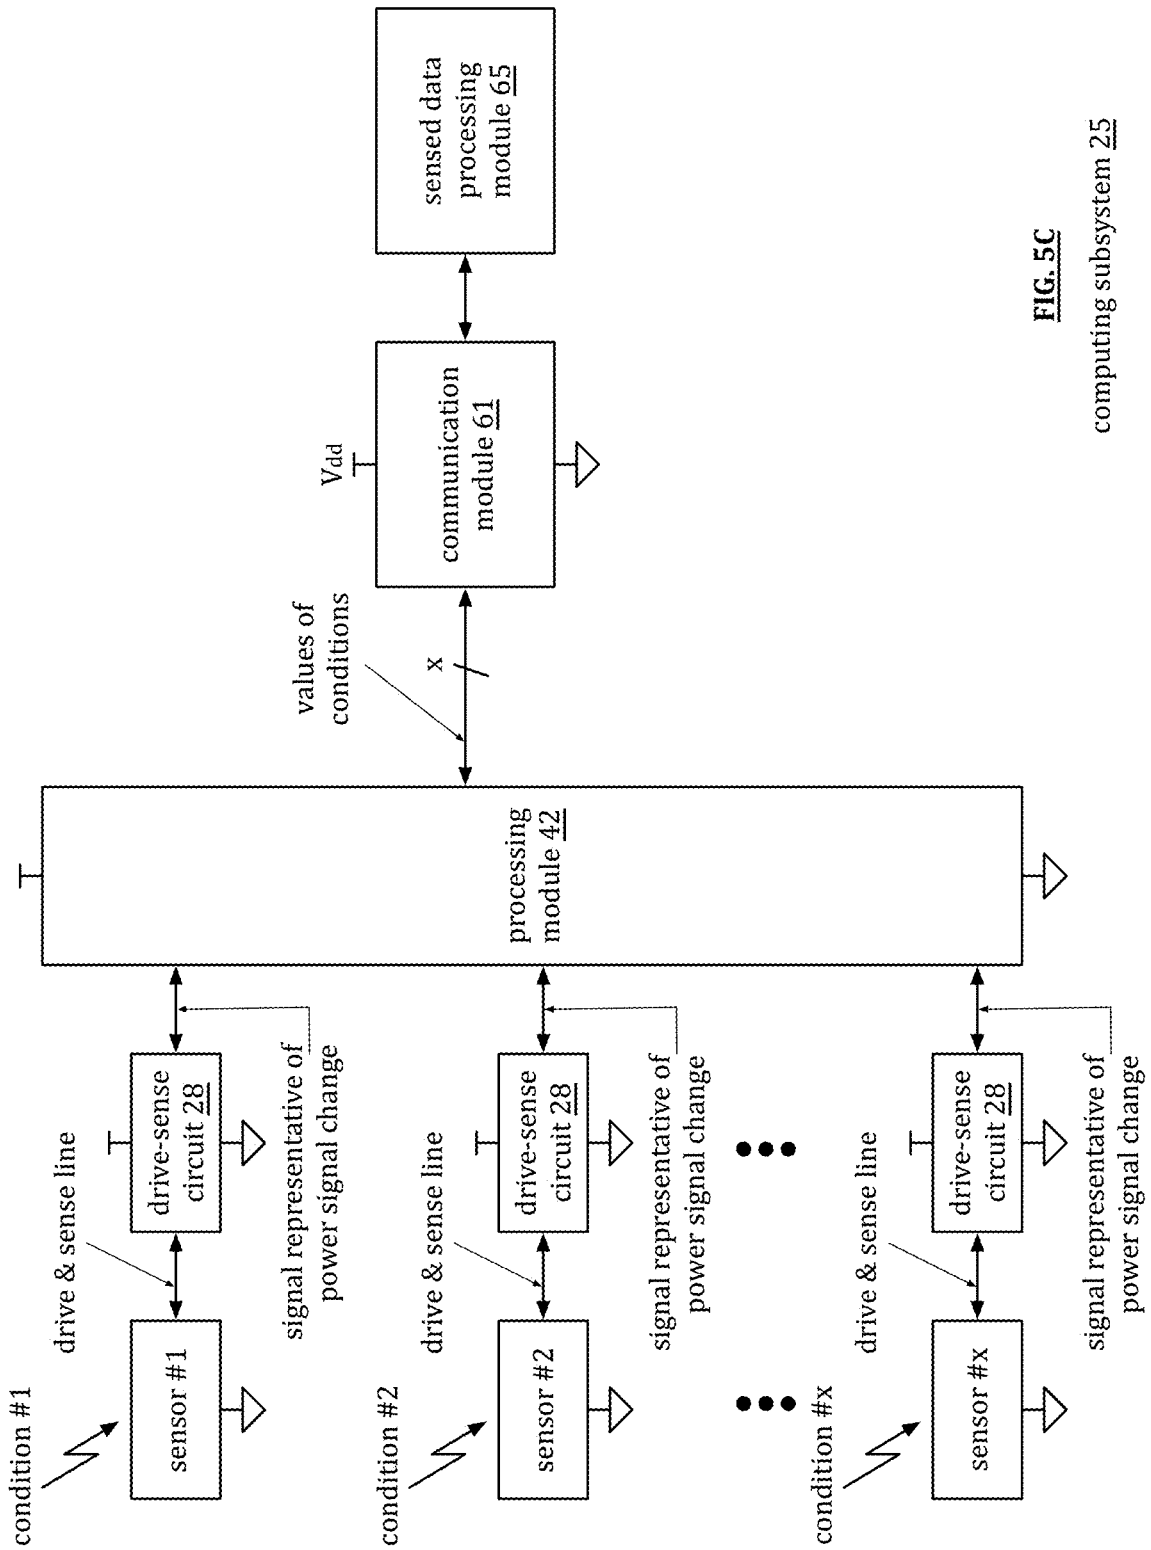 condition #1
sensor #1
drive & sense line
drive-sense
circuit 28
signal representative of
power signal change
condition #2
sensor #2
drive & sense line
drive-sense
circuit 28
signal representative of
power signal change
condition #x
sensor #x
drive & sense line
drive-sense
circuit 28
signal representative of
power signal change
processing
module 42
values of
conditions
x
Vdd
communication
module 61
sensed data
processing
module 65
FIG. 5C
computing subsystem 25